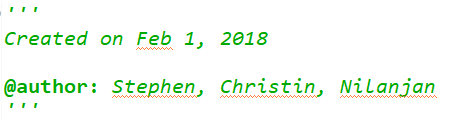 '''
Created on Feb 1, 2018
@author: Stephen, Christin, Nilanjan
'''